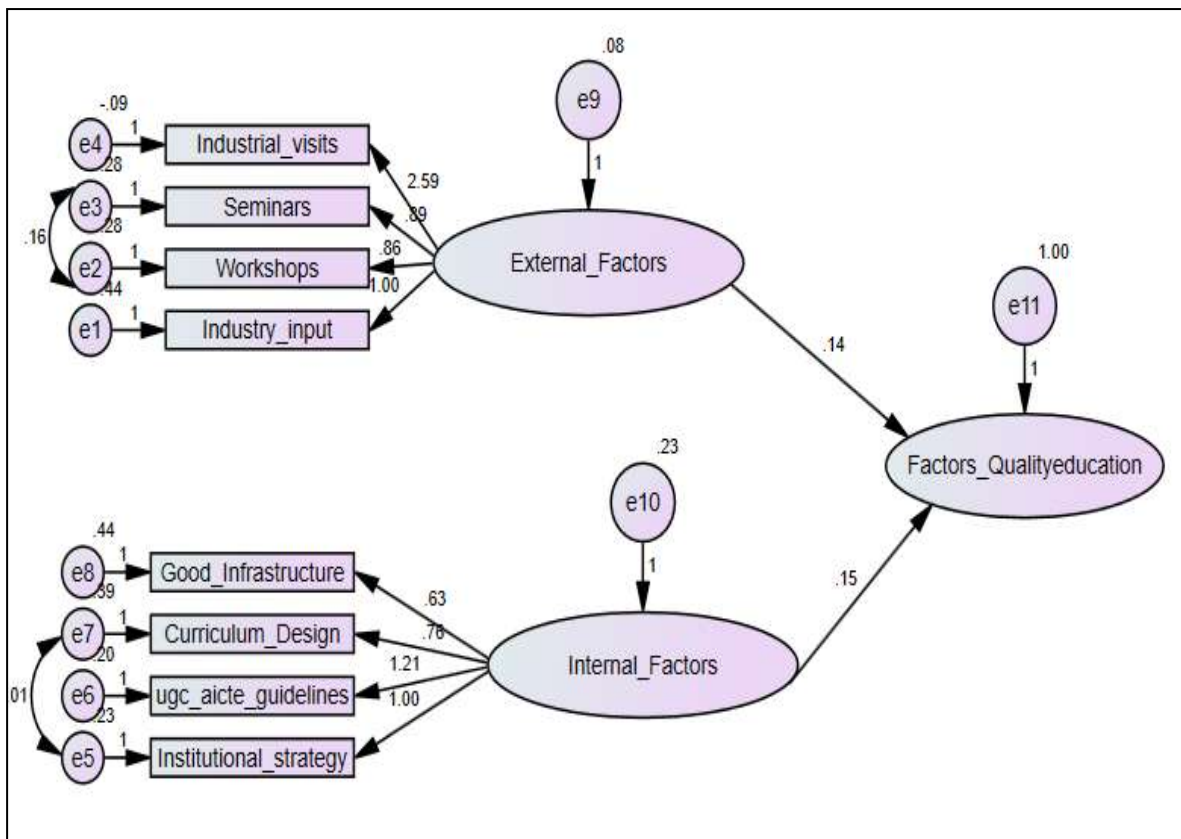 .08
e9
1
-.09
e4
1
Industrial_visits
2.59
.28
e3
1
Seminars
.89
.28
.16
e2
1
Workshops
.86
1.00
.44
e1
1
Industry_input
External_Factors
1.00
e11
1
.14
Factors_Qualityeducation
.23
e10
1
.15
.44
e8
1
Good_Infrastructure
.63
.39
e7
1
Curriculum_Design
.76
.20
01
e6
1
ugc_aicte_guidelines
1.21
1.00
.23
e5
1
Institutional_strategy
Internal_Factors